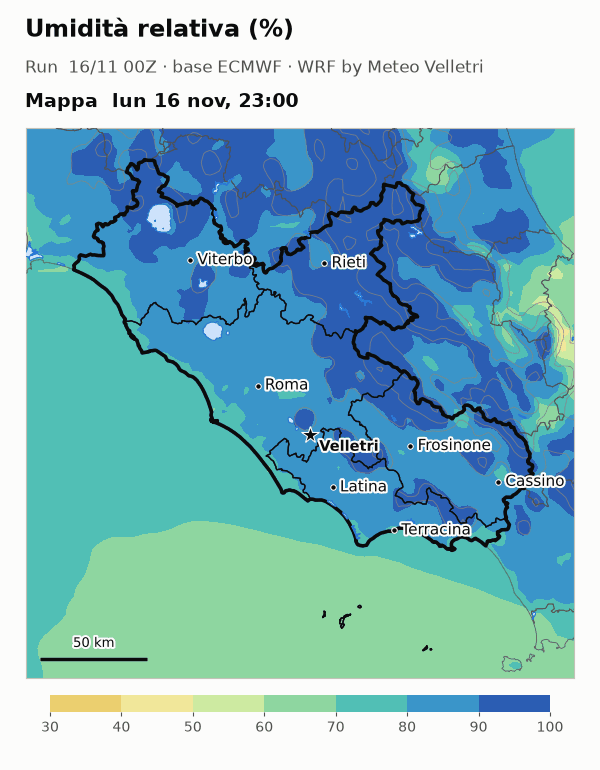 Umidità relativa (%)
Run  16/11 00Z · base ECMWF · WRF by Meteo Velletri
Mappa  lun 16 nov, 23:00
Viterbo
Rieti
Roma
Velletri
Frosinone
Cassino
Latina
Terracina
50 km
30 40 50 60 70 80 90 100